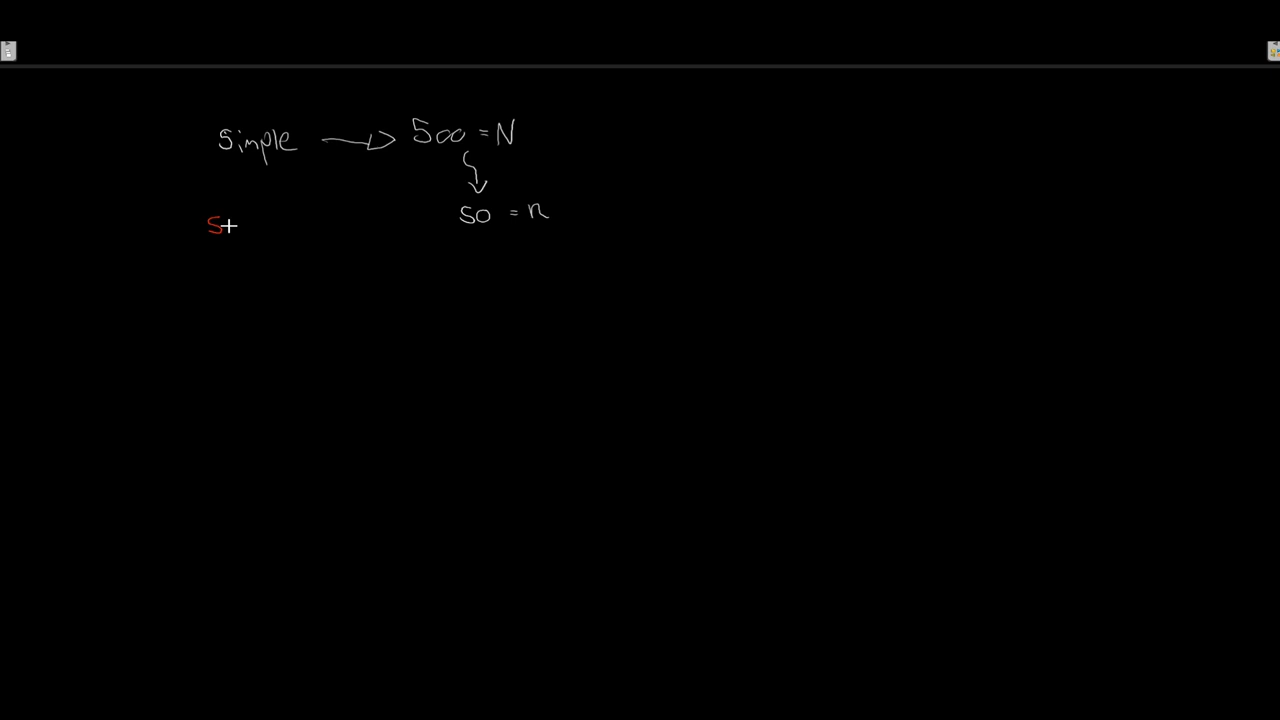 Simple → 500 = N
50 = n
S